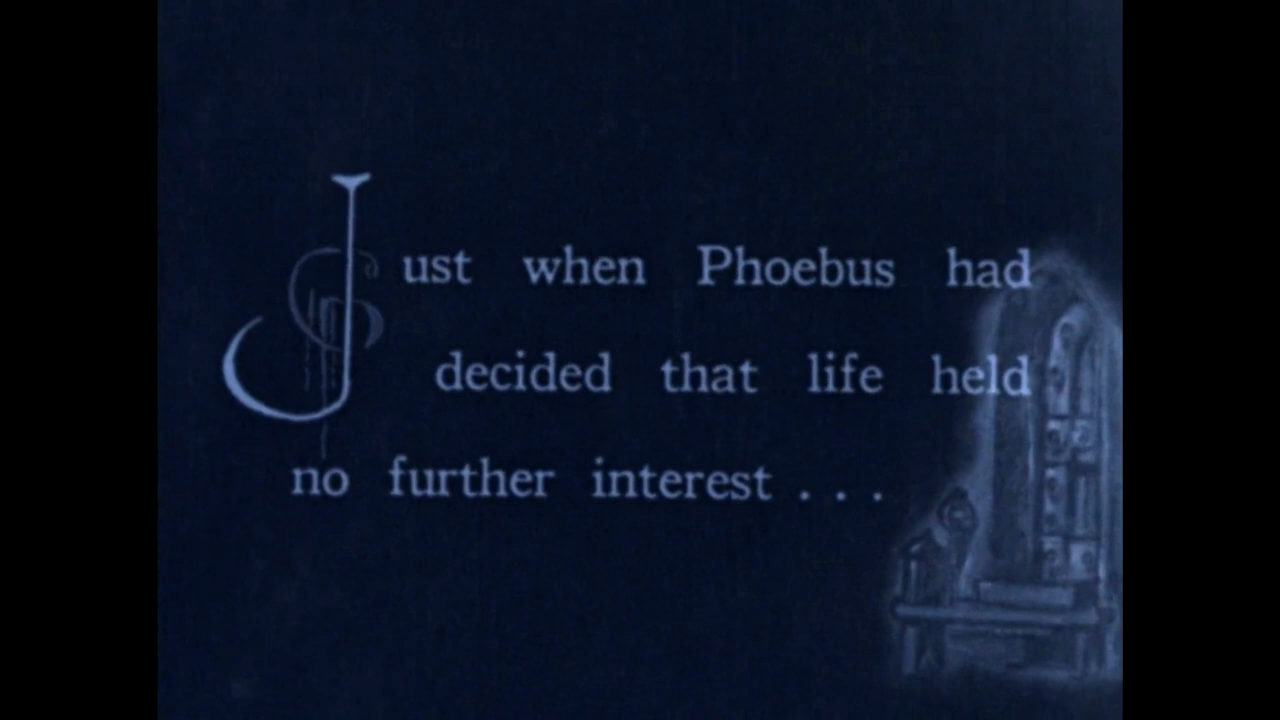 Just when Phoebus had
decided that life held
no further interest . . .